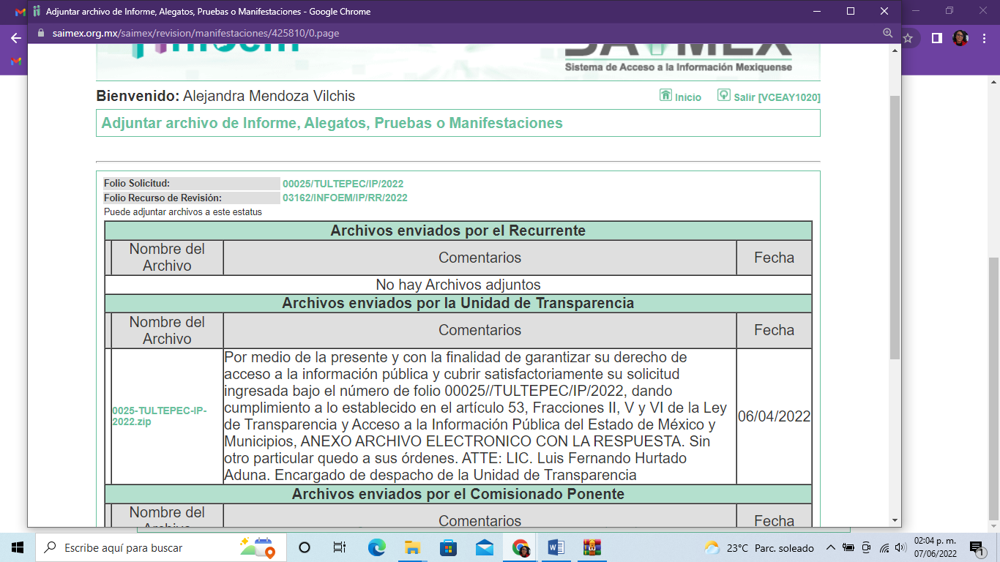 Adjuntar archivo de Informe, Alegatos, Pruebas o Manifestaciones - Google Chrome
saimex.org.mx/saimex/revision/manifestaciones/425810/0.page
Sistema de Acceso a la Información Mexiquense
Bienvenido: Alejandra Mendoza Vilchis
Inicio
Salir [VCEAY1020]
Adjuntar archivo de Informe, Alegatos, Pruebas o Manifestaciones
Folio Solicitud: 00025/TULTEPEC/IP/2022
Folio Recurso de Revisión: 03162/INFOEM/IP/RR/2022
Puede adjuntar archivos a este estatus
Archivos enviados por el Recurrente
Nombre del
Archivo
Comentarios
Fecha
No hay Archivos adjuntos
Archivos enviados por la Unidad de Transparencia
Nombre del
Archivo
Comentarios
Fecha
0025-TULTEPEC-IP-
2022.zip
Por medio de la presente y con la finalidad de garantizar su derecho de
acceso a la información pública y cubrir satisfactoriamente su solicitud
ingresada bajo el número de folio 00025//TULTEPEC/IP/2022, dando
cumplimiento a lo establecido en el artículo 53, Fracciones II, V y VI de la Ley
de Transparencia y Acceso a la Información Pública del Estado de México y
Municipios, ANEXO ARCHIVO ELECTRONICO CON LA RESPUESTA. Sin
otro particular quedo a sus órdenes. ATTE: LIC. Luis Fernando Hurtado
Aduna. Encargado de despacho de la Unidad de Transparencia
06/04/2022
Archivos enviados por el Comisionado Ponente
Nombre del
Archivo
Comentarios
Fecha
Escribe aquí para buscar
23°C Parc. soleado
02:04 p. m.
07/06/2022
1